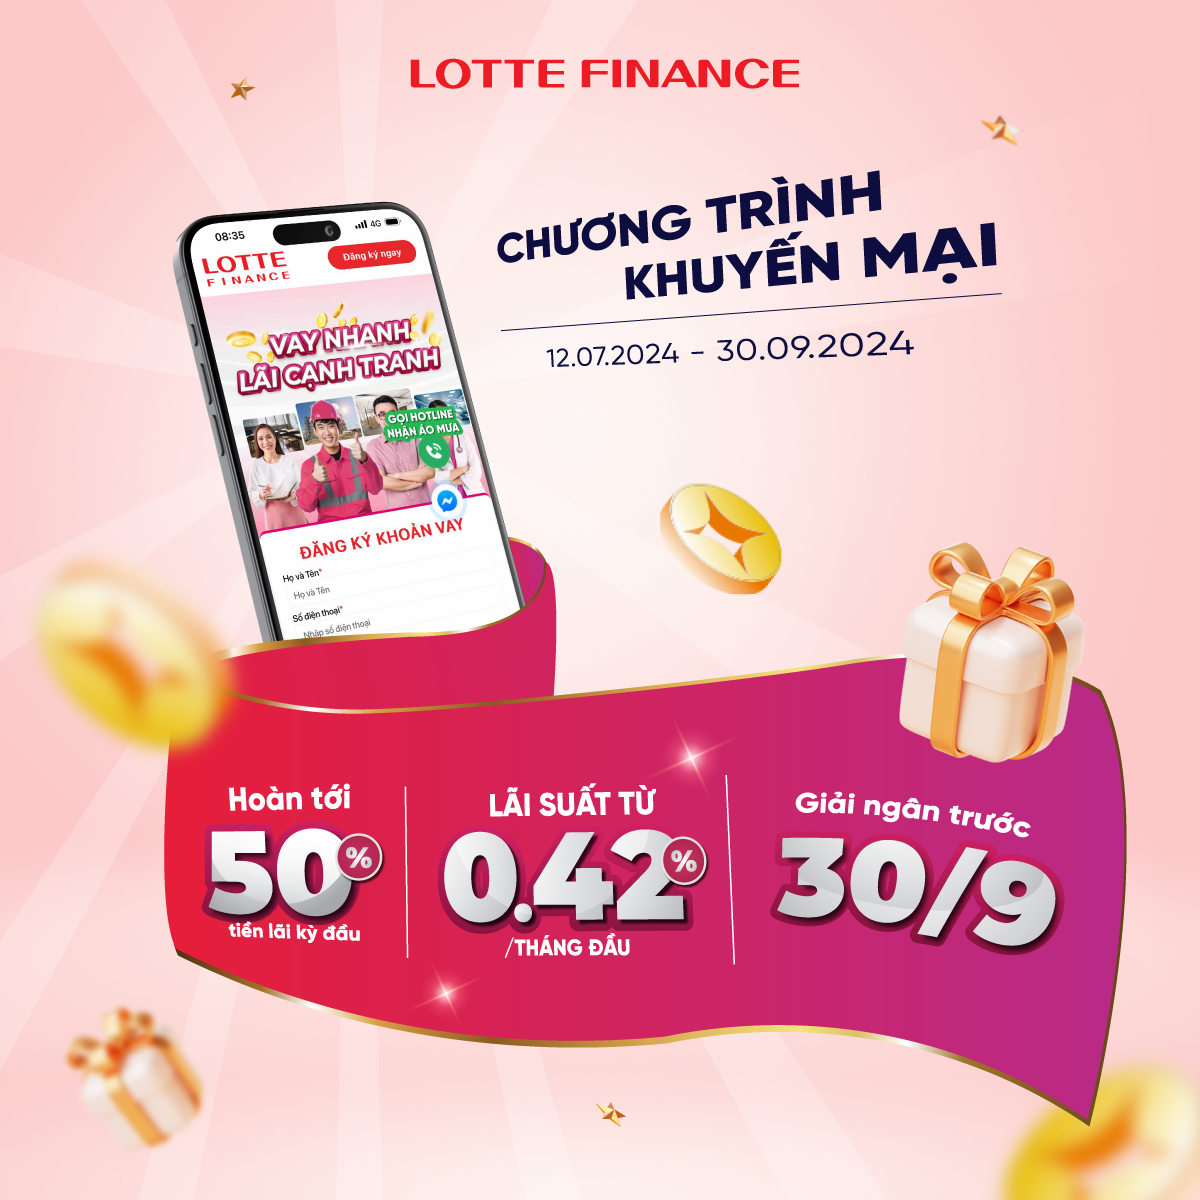 LOTTE FINANCE
CHƯƠNG TRÌNH
KHUYẾN MẠI
12.07.2024 - 30.09.2024
08:35
4G
LOTTE
FINANCE
Đăng ký ngay
VAY NHANH
LÃI CẠNH TRANH
GỌI HOTLINE
NHẬN ÁO MƯA
ĐĂNG KÝ KHOẢN VAY
Họ và Tên*
Họ và Tên
Số điện thoại*
Nhập số điện thoại
Hoàn tới
50%
tiền lãi kỳ đầu
LÃI SUẤT TỪ
0.42%
/THÁNG ĐẦU
Giải ngân trước
30/9